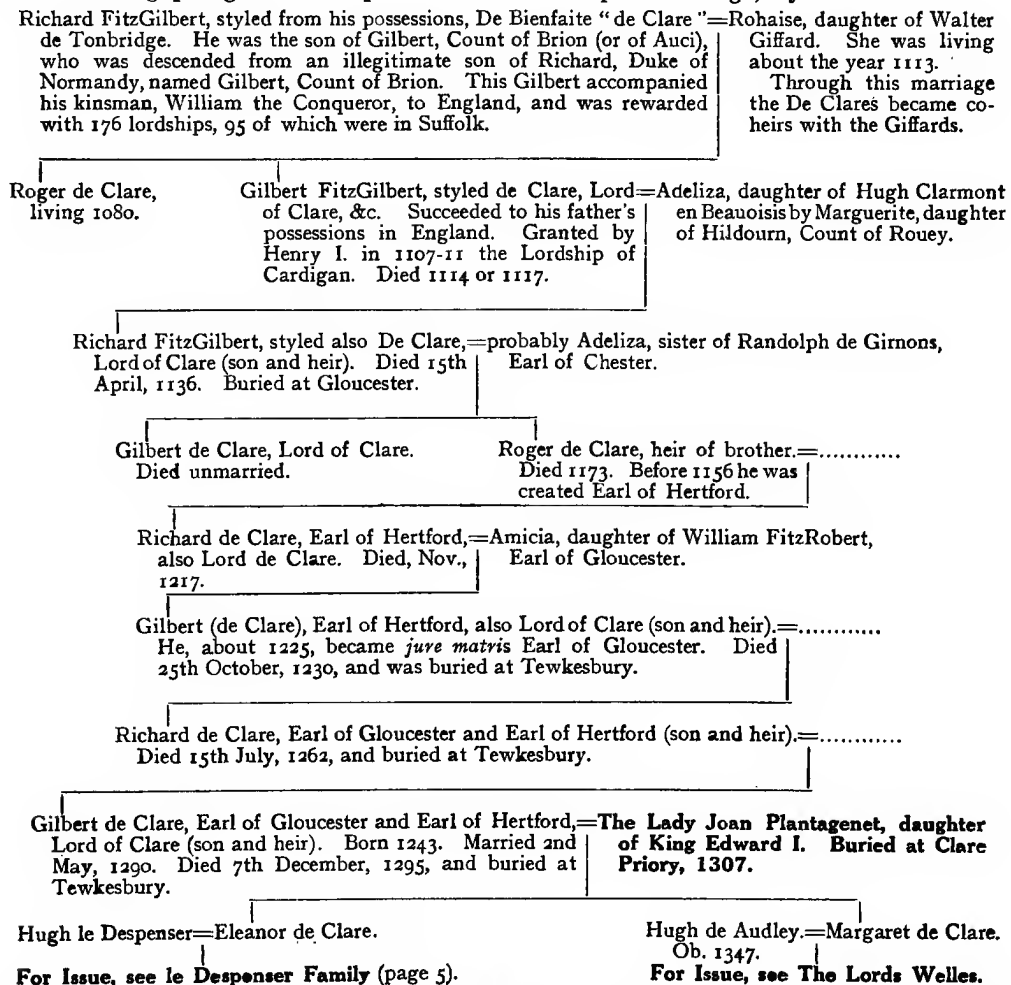 Richard FitzGilbert, styled from his possessions, De Bienfaite "de Clare"=Rohaise, daughter of Walter
de Tonbridge. He was the son of Gilbert, Count of Brion (or of Auci), Giffard. She was living
who was descended from an illegitimate son of Richard, Duke of about the year 1113.
Normandy, named Gilbert, Count of Brion. This Gilbert accompanied Through this marriage
his kinsman, William the Conqueror, to England, and was rewarded the De Clares became co-
with 176 lordships, 95 of which were in Suffolk. heirs with the Giffards.
Roger de Clare, Gilbert FitzGilbert, styled de Clare, Lord=Adeliza, daughter of Hugh Clarmont
living 1080. of Clare, &c. Succeeded to his father's en Beauoisis by Marguerite, daughter
possessions in England. Granted by of Hildourn, Count of Rouey.
Henry I. in 1107-11 the Lordship of
Cardigan. Died 1114 or 1117.
Richard FitzGilbert, styled also De Clare,=probably Adeliza, sister of Randolph de Girnons,
Lord of Clare (son and heir). Died 15th Earl of Chester.
April, 1136. Buried at Gloucester.
Gilbert de Clare, Lord of Clare. Roger de Clare, heir of brother.=............
Died unmarried. Died 1173. Before 1156 he was
created Earl of Hertford.
Richard de Clare, Earl of Hertford,=Amicia, daughter of William FitzRobert,
also Lord de Clare. Died, Nov., Earl of Gloucester.
1217.
Gilbert (de Clare), Earl of Hertford, also Lord of Clare (son and heir).=............
He, about 1225, became jure matris Earl of Gloucester. Died
25th October, 1230, and was buried at Tewkesbury.
Richard de Clare, Earl of Gloucester and Earl of Hertford (son and heir).=............
Died 15th July, 1262, and buried at Tewkesbury.
Gilbert de Clare, Earl of Gloucester and Earl of Hertford,=The Lady Joan Plantagenet, daughter
Lord of Clare (son and heir). Born 1243. Married 2nd of King Edward I. Buried at Clare
May, 1290. Died 7th December, 1295, and buried at Priory, 1307.
Tewkesbury.
Hugh le Despenser=Eleanor de Clare. Hugh de Audley.=Margaret de Clare.
Ob. 1347.
For Issue, see le Despenser Family (page 5). For Issue, see The Lords Welles.